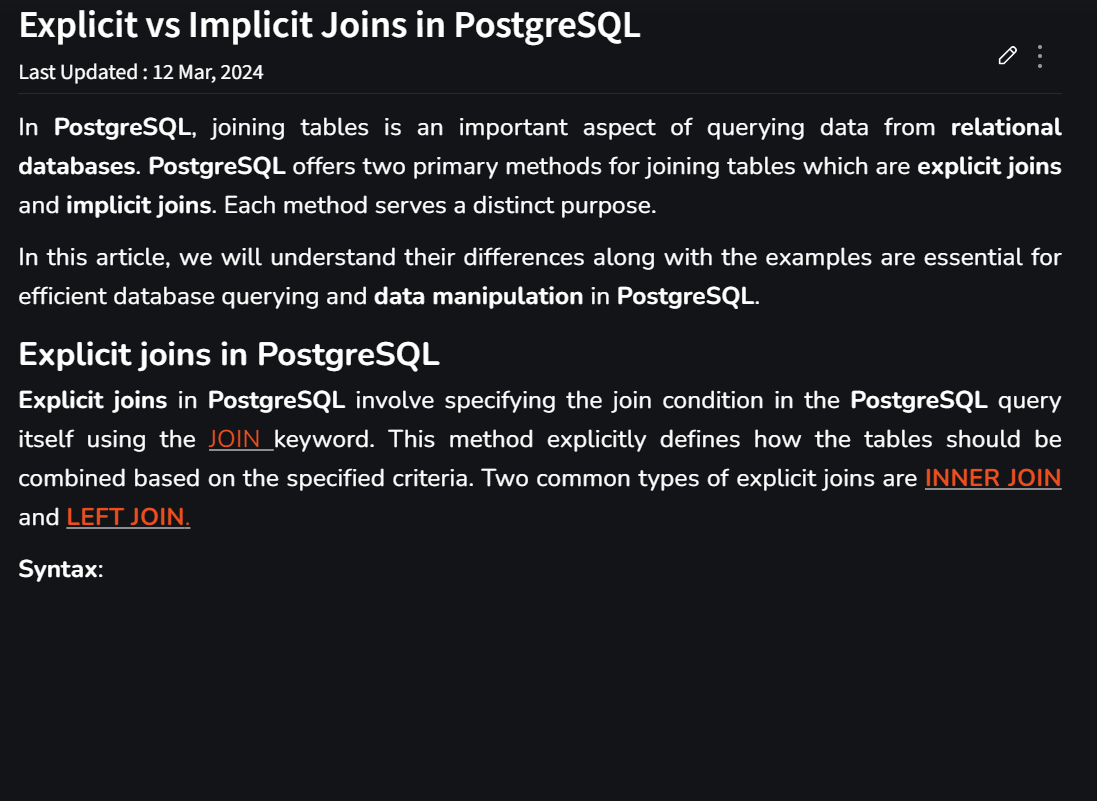 Explicit vs Implicit Joins in PostgreSQL
Last Updated : 12 Mar, 2024
In PostgreSQL, joining tables is an important aspect of querying data from relational
databases. PostgreSQL offers two primary methods for joining tables which are explicit joins
and implicit joins. Each method serves a distinct purpose.
In this article, we will understand their differences along with the examples are essential for
efficient database querying and data manipulation in PostgreSQL.
Explicit joins in PostgreSQL
Explicit joins in PostgreSQL involve specifying the join condition in the PostgreSQL query
itself using the JOIN keyword. This method explicitly defines how the tables should be
combined based on the specified criteria. Two common types of explicit joins are INNER JOIN
and LEFT JOIN.
Syntax: